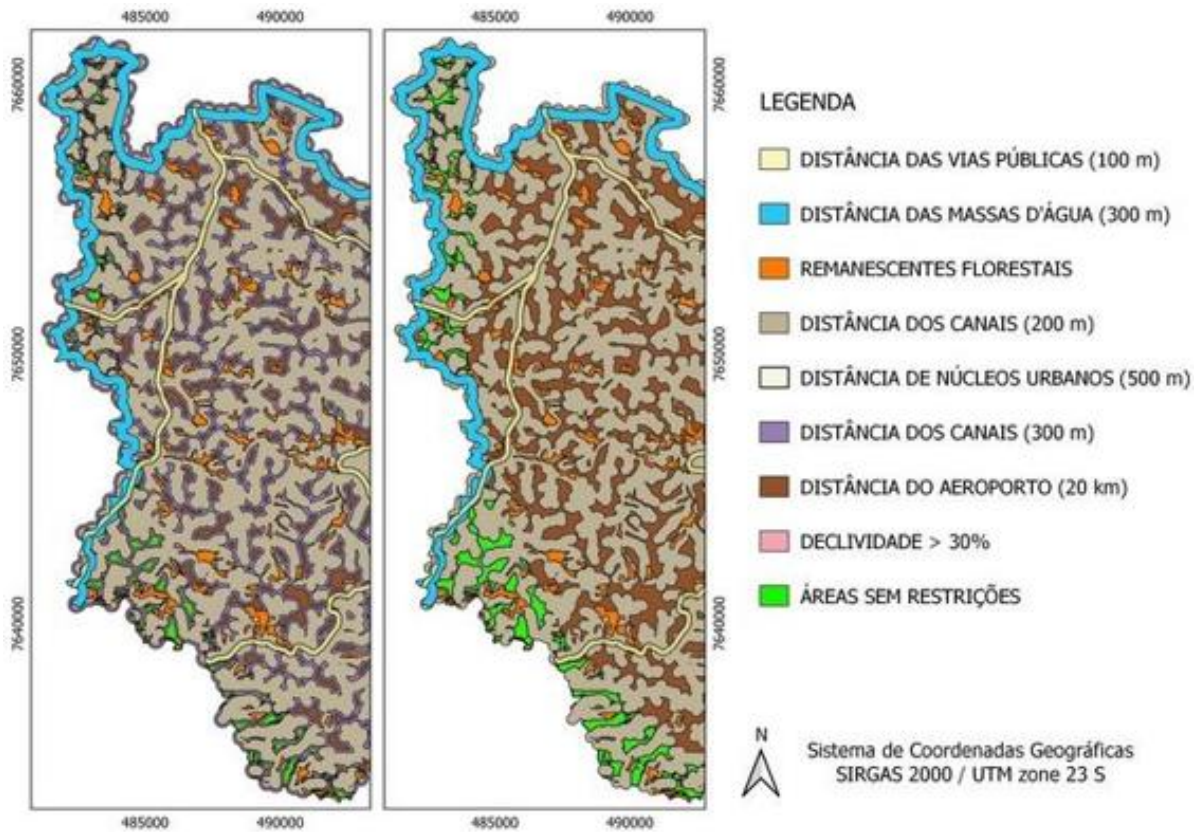 485000 490000 485000 490000
7660000 7660000
7650000 7650000
7640000 7640000
485000 490000 485000 490000
LEGENDA
DISTÂNCIA DAS VIAS PÚBLICAS (100 m)
DISTÂNCIA DAS MASSAS D'ÁGUA (300 m)
REMANESCENTES FLORESTAIS
DISTÂNCIA DOS CANAIS (200 m)
DISTÂNCIA DE NÚCLEOS URBANOS (500 m)
DISTÂNCIA DOS CANAIS (300 m)
DISTÂNCIA DO AEROPORTO (20 km)
DECLIVIDADE > 30%
ÁREAS SEM RESTRIÇÕES
N
Sistema de Coordenadas Geográficas
SIRGAS 2000 / UTM zone 23 S